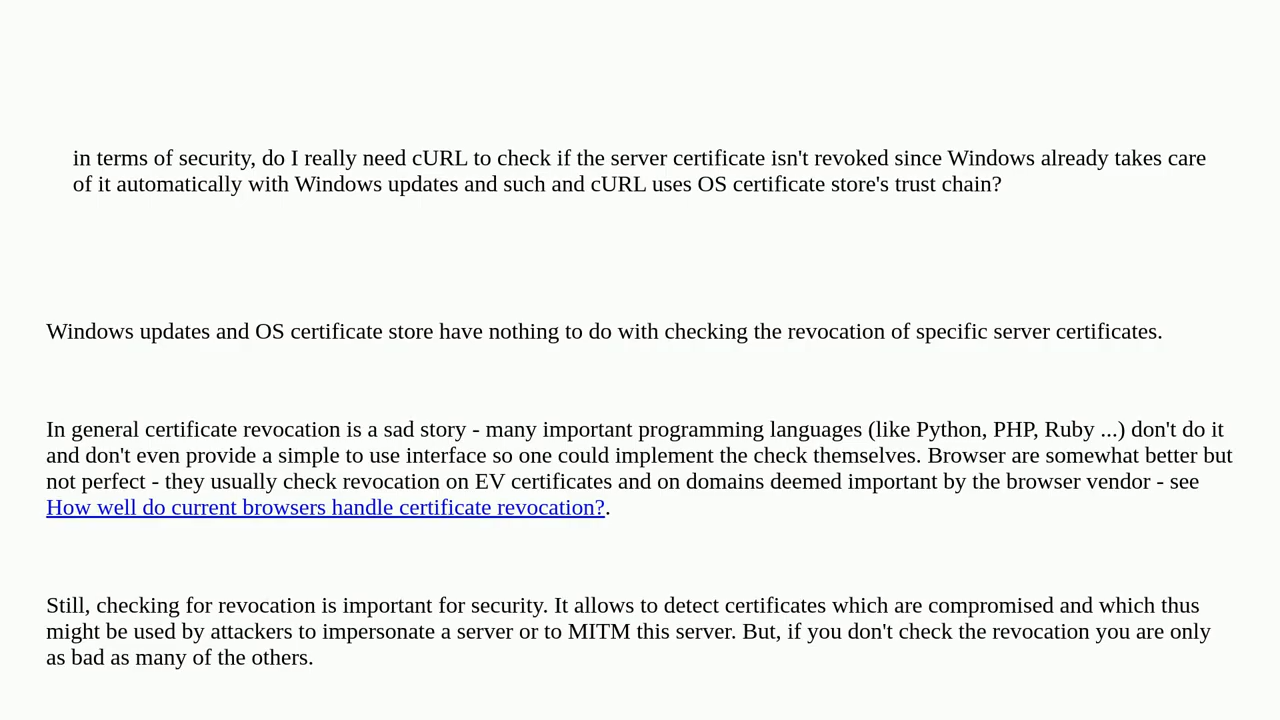 in terms of security, do I really need cURL to check if the server certificate isn't revoked since Windows already takes care
of it automatically with Windows updates and such and cURL uses OS certificate store's trust chain?
Windows updates and OS certificate store have nothing to do with checking the revocation of specific server certificates.
In general certificate revocation is a sad story - many important programming languages (like Python, PHP, Ruby ...) don't do it
and don't even provide a simple to use interface so one could implement the check themselves. Browser are somewhat better but
not perfect - they usually check revocation on EV certificates and on domains deemed important by the browser vendor - see
How well do current browsers handle certificate revocation?.
Still, checking for revocation is important for security. It allows to detect certificates which are compromised and which thus
might be used by attackers to impersonate a server or to MITM this server. But, if you don't check the revocation you are only
as bad as many of the others.